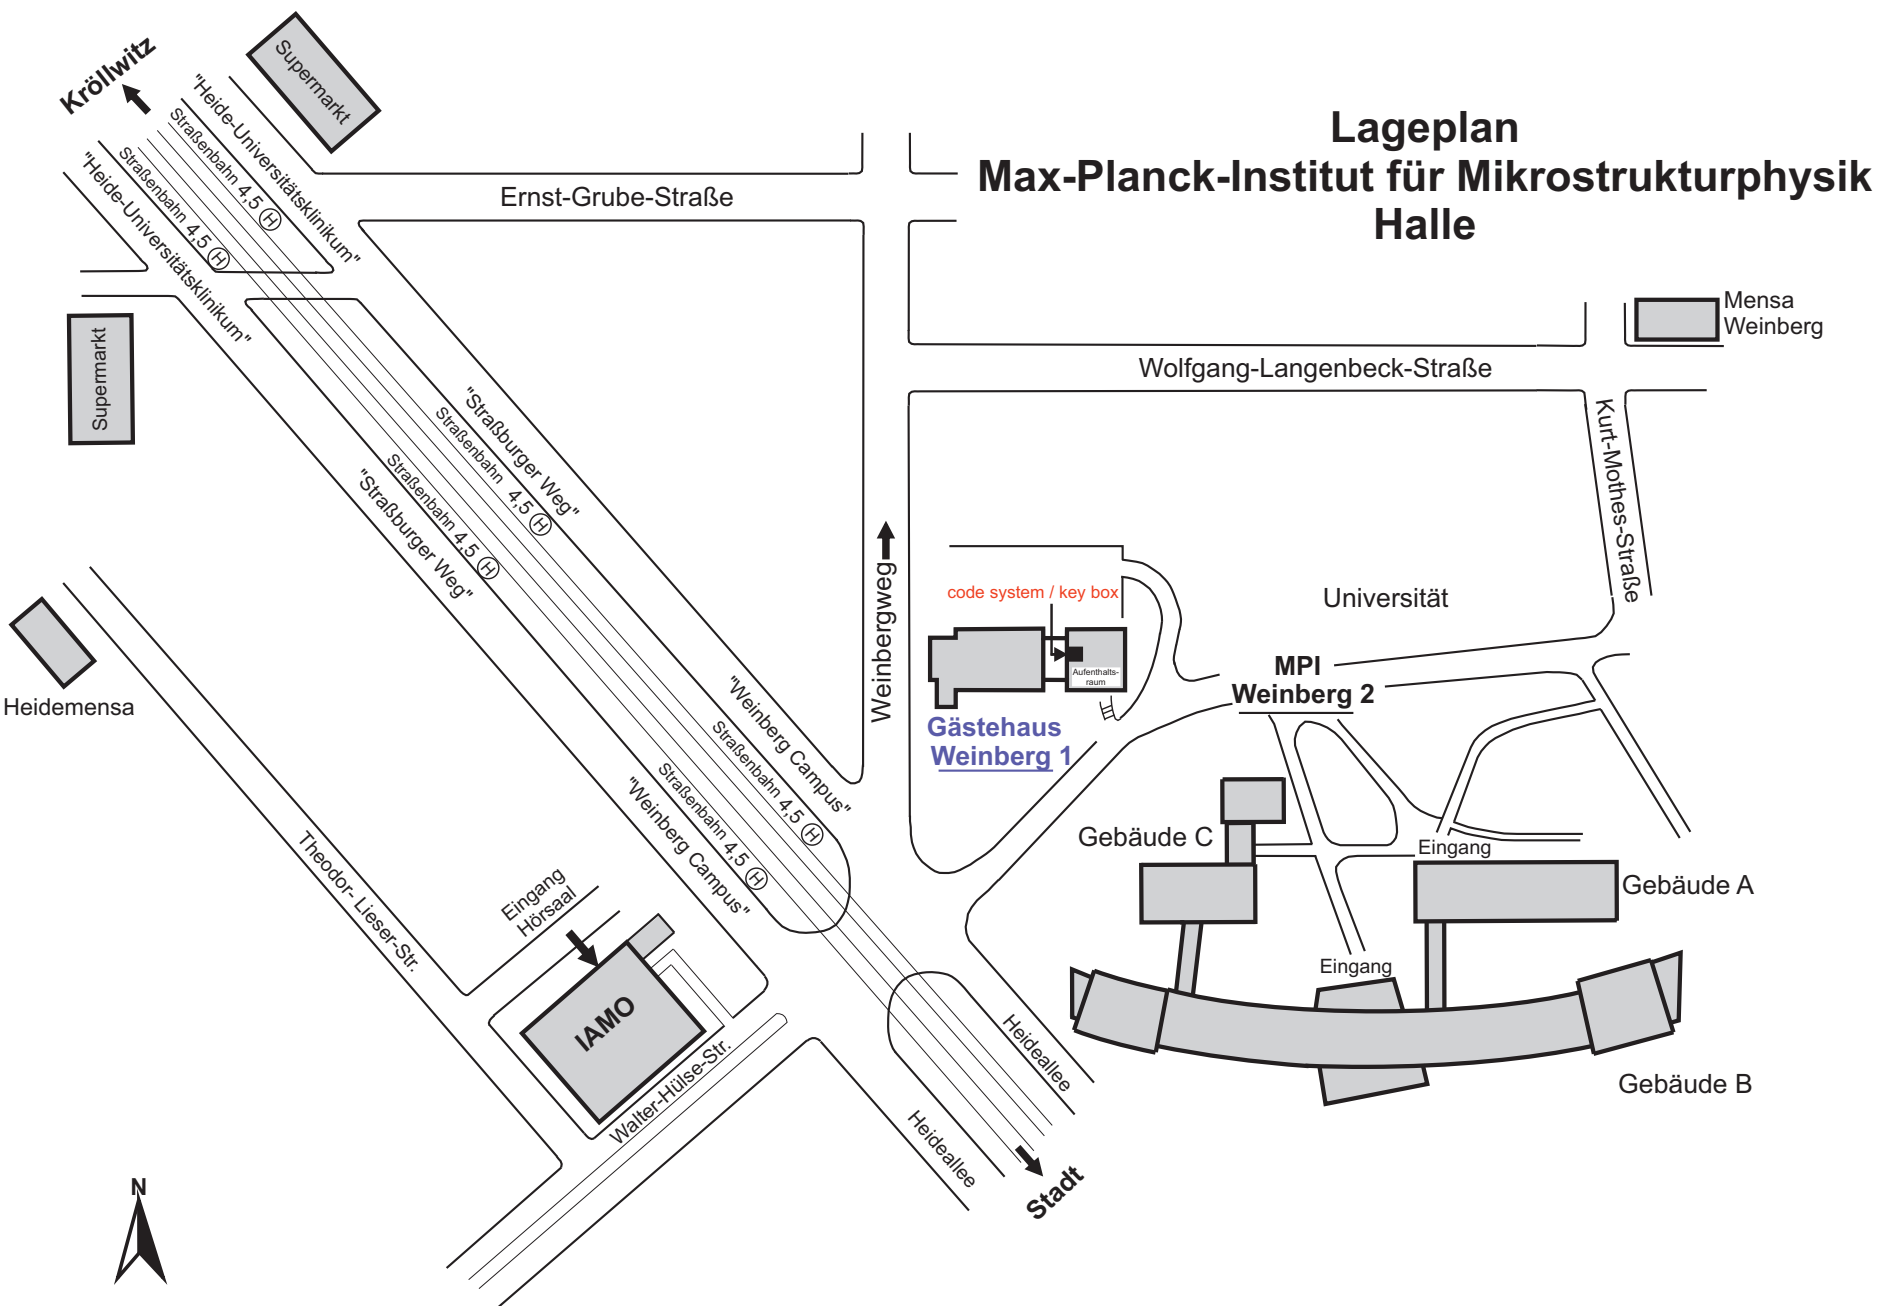 Lageplan
Max-Planck-Institut für Mikrostrukturphysik
Halle
Kröllwitz
Supermarkt
"Heide-Universitätsklinikum"
Straßenbahn 4,5 H
Straßenbahn 4,5 H
"Heide-Universitätsklinikum"
Ernst-Grube-Straße
Supermarkt
Mensa
Weinberg
Wolfgang-Langenbeck-Straße
Kurt-Mothes-Straße
"Straßburger Weg"
Straßenbahn 4,5 H
Straßenbahn 4,5 H
"Straßburger Weg"
Weinbergweg
code system / key box
Aufenthalts-
raum
Gästehaus
Weinberg 1
Universität
MPI
Weinberg 2
Heidemensa
"Weinberg Campus"
Straßenbahn 4,5 H
Straßenbahn 4,5 H
"Weinberg Campus"
Gebäude C
Eingang
Gebäude A
Eingang
Gebäude B
Theodor- Lieser-Str.
Eingang
Hörsaal
IAMO
Walter-Hülse-Str.
Heideallee
Heideallee
Stadt
N